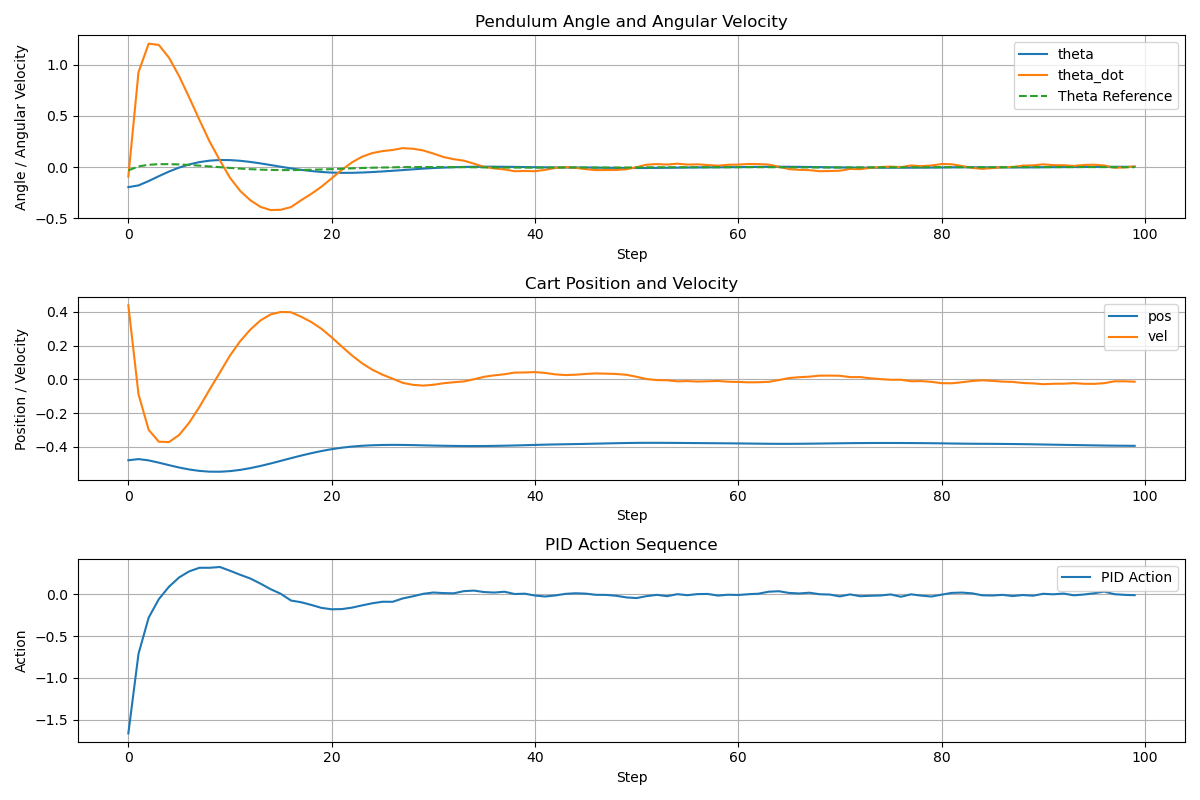 Pendulum Angle and Angular Velocity
Angle / Angular Velocity
1.0
0.5
0.0
−0.5
theta
theta_dot
Theta Reference
0 20 40 60 80 100
Step
Cart Position and Velocity
Position / Velocity
0.4
0.2
0.0
−0.2
−0.4
pos
vel
0 20 40 60 80 100
Step
PID Action Sequence
Action
0.0
−0.5
−1.0
−1.5
PID Action
0 20 40 60 80 100
Step